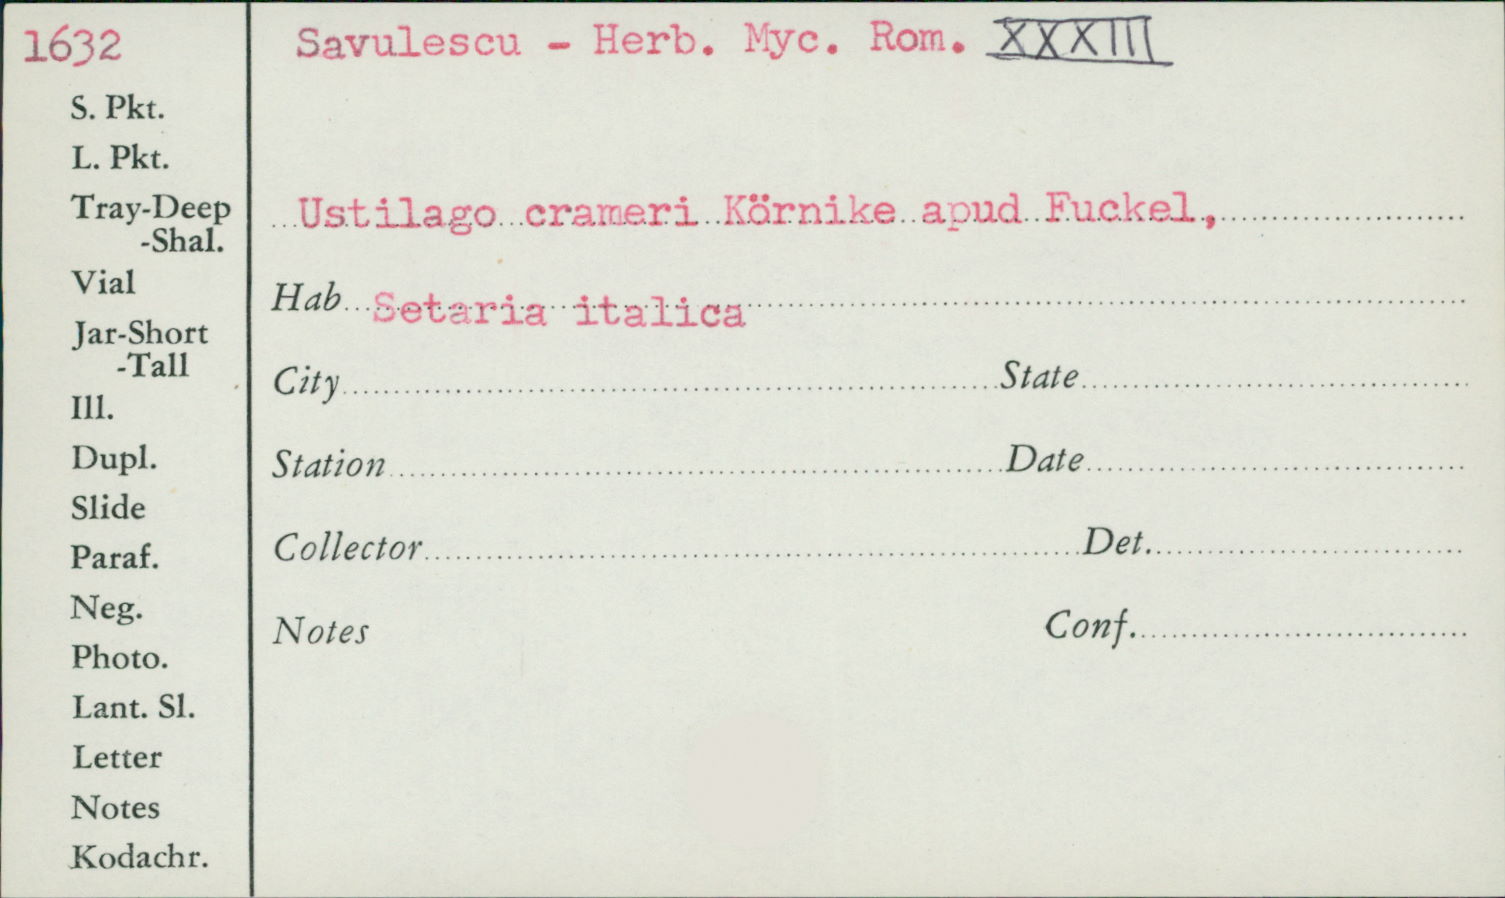 1632
Savulescu - Herb. Myc. Rom. XXXIII
S. Pkt.
L. Pkt.
Tray-Deep
-Shal.
Vial
Jar-Short
-Tall
Ill.
Dupl.
Slide
Paraf.
Neg.
Photo.
Lant. Sl.
Letter
Notes
Kodachr.
Ustilago crameri Körnike apud Fuckel,
Hab. Setaria italica
City State
Station Date
Collector Det.
Notes Conf.